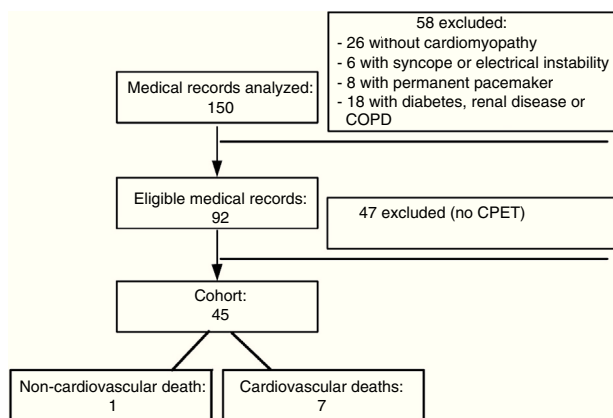 58 excluded:
- 26 without cardiomyopathy
- 6 with syncope or electrical instability
- 8 with permanent pacemaker
- 18 with diabetes, renal disease or
COPD
Medical records analyzed:
150
Eligible medical records:
92
47 excluded (no CPET)
Cohort:
45
Non-cardiovascular death:
1
Cardiovascular deaths:
7